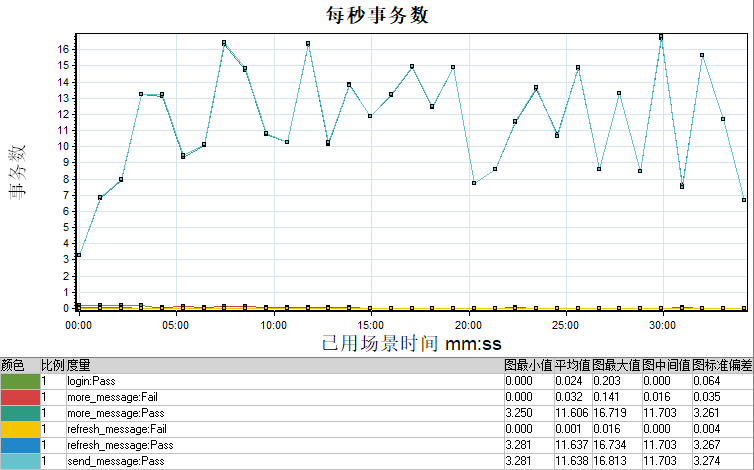 每秒事务数
16
15
14
13
12
11
10
9
8
7
6
5
4
3
2
1
0
事务数
00:00 05:00 10:00 15:00 20:00 25:00 30:00
已用场景时间 mm:ss
颜色 比例 度量 图最小值 平均值 图最大值 图中间值 图标准偏差
1 login:Pass 0.000 0.024 0.203 0.000 0.064
1 more_message:Fail 0.000 0.032 0.141 0.016 0.035
1 more_message:Pass 3.250 11.606 16.719 11.703 3.261
1 refresh_message:Fail 0.000 0.001 0.016 0.000 0.004
1 refresh_message:Pass 3.281 11.637 16.734 11.703 3.267
1 send_message:Pass 3.281 11.638 16.813 11.703 3.274